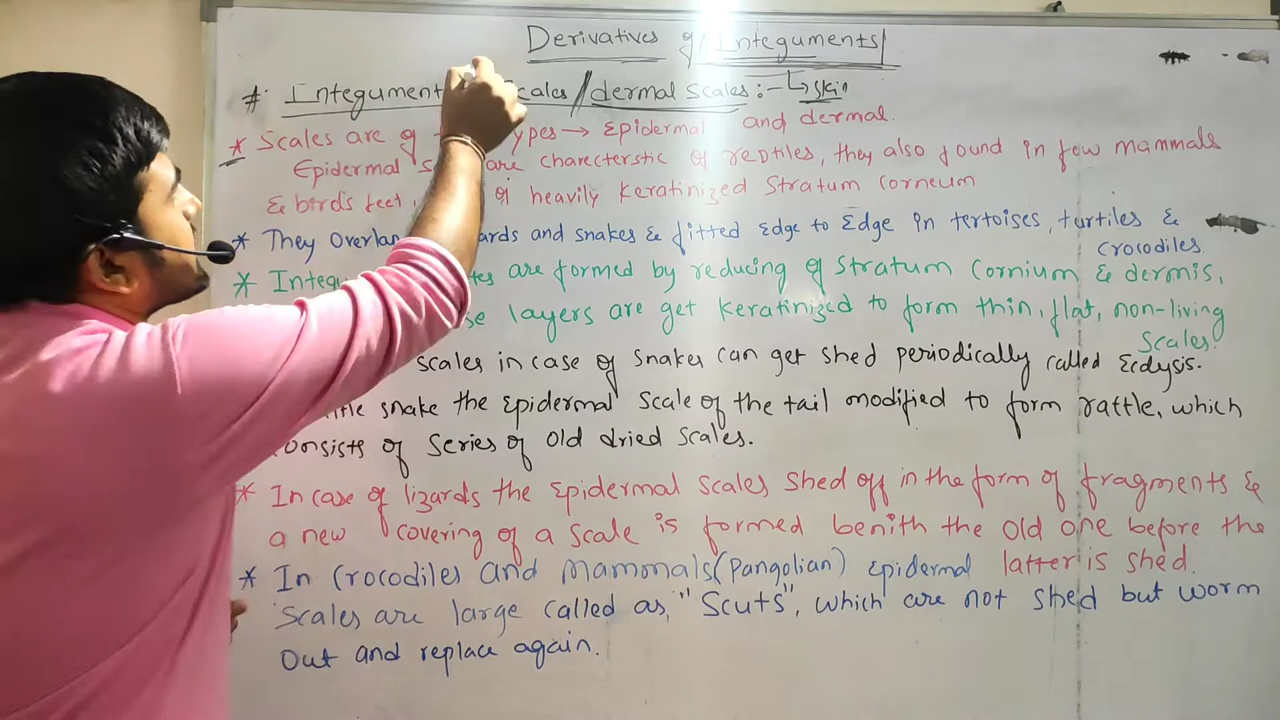 Derivatives of Integuments
# Integument Scales/dermal scales :- ↳ skin
* Scales are of types → Epidermal and dermal.
Epidermal are charecterstic of reptiles, they also found in few mammals
& bird's feet, of heavily keratinized Stratum Corneum
* They Overlap and snakes & fitted Edge to Edge in tertoises, turtiles &
crocodiles.
* are formed by reducing of Stratum Cornium & dermis,
layers are get keratinized to form thin, flat, non-living
Scales.
scales in case of snakes can get shed periodically called Ecdysis.
snake the Epidermal Scale of the tail modified to form rattle, which
consists of Series of old dried scales.
* In case of lizards the Epidermal scales shed off in the form of fragments &
a new covering of a scale is formed benith the old one before the
latter is shed.
* In Crocodiles and Mammals(Pangolian) Epidermal
Scales are large called as "Scuts", which are not shed but worm
out and replace again.